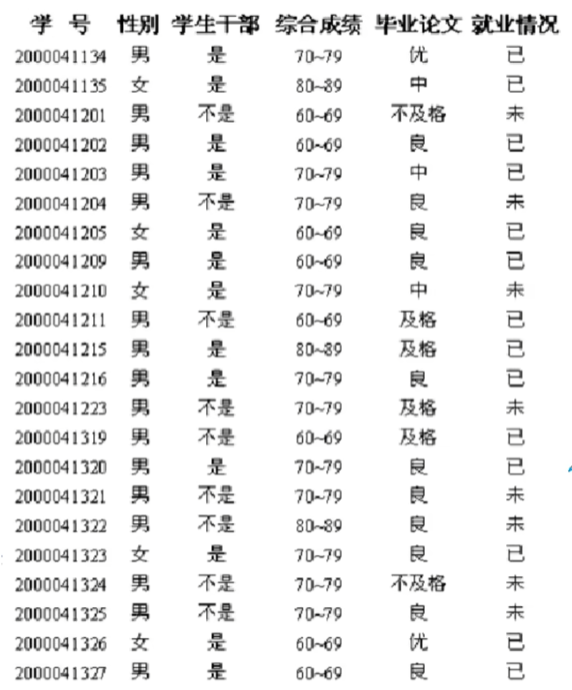 学 号 性别 学生干部 综合成绩 毕业论文 就业情况
2000041134 男 是 70~79 优 已
2000041135 女 是 80~89 中 已
2000041201 男 不是 60~69 不及格 未
2000041202 男 是 60~69 良 已
2000041203 男 是 70~79 中 已
2000041204 男 不是 70~79 良 未
2000041205 女 是 60~69 良 已
2000041209 男 是 60~69 良 已
2000041210 女 是 70~79 中 未
2000041211 男 不是 60~69 及格 已
2000041215 男 是 80~89 及格 已
2000041216 男 是 70~79 良 已
2000041223 男 不是 70~79 及格 未
2000041319 男 不是 60~69 及格 已
2000041320 男 是 70~79 良 已
2000041321 男 不是 70~79 良 未
2000041322 男 不是 80~89 良 未
2000041323 女 是 70~79 良 已
2000041324 男 不是 70~79 不及格 未
2000041325 男 不是 70~79 良 未
2000041326 女 是 60~69 优 已
2000041327 男 是 60~69 良 已